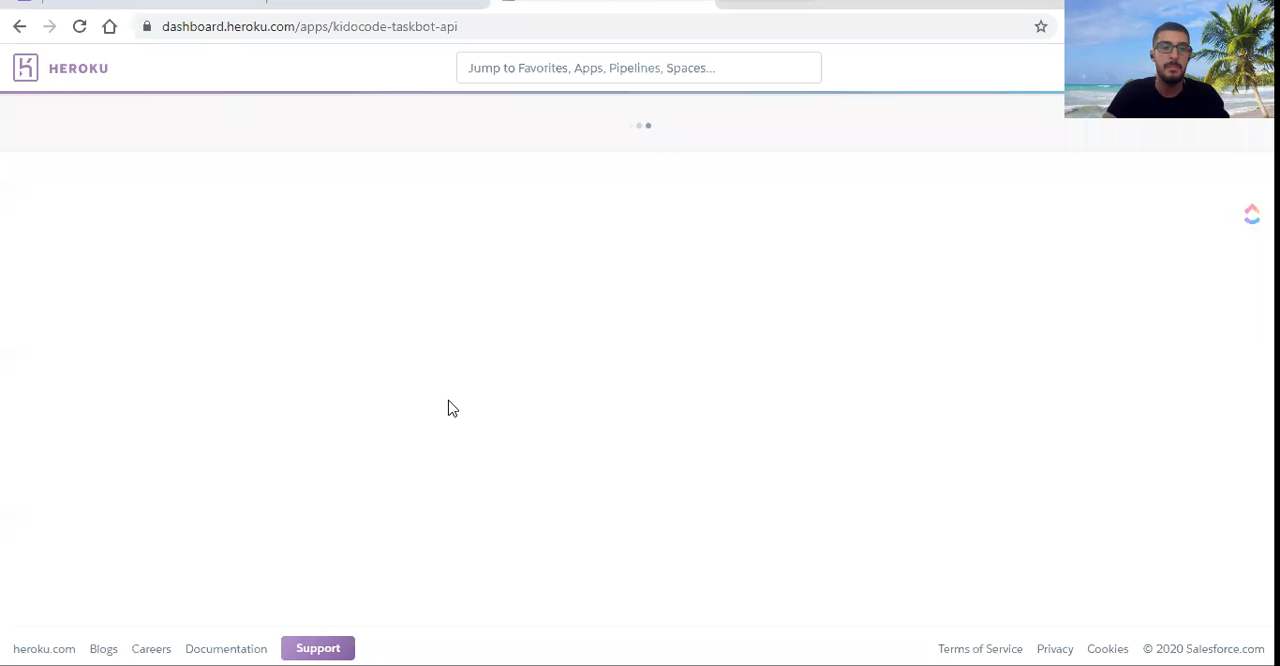 dashboard.heroku.com/apps/kidocode-taskbot-api
HEROKU
Jump to Favorites, Apps, Pipelines, Spaces...
heroku.com Blogs Careers Documentation Support Terms of Service Privacy Cookies © 2020 Salesforce.com